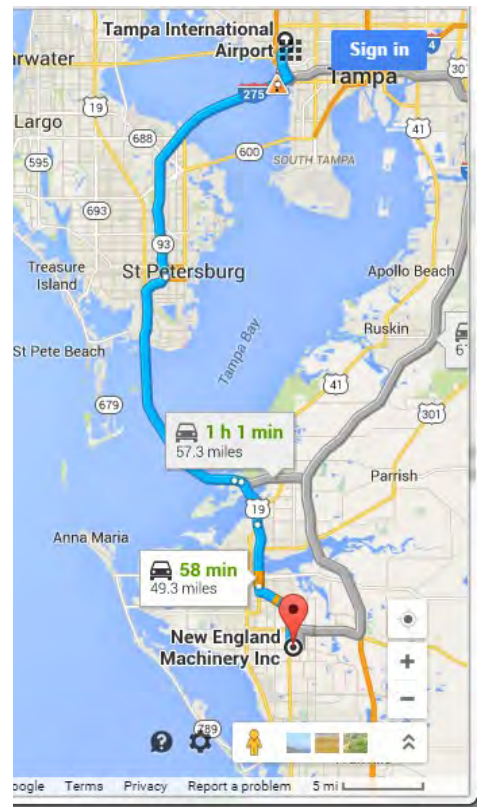 Tampa International
Airport
Sign in
4
rwater
Tampa
301
275
19
Largo
41
688
595
600
SOUTH TAMPA
693
93
Treasure
Island
St Petersburg
Apollo Beach
Tampa Bay
Ruskin
St Pete Beach
41
679
301
1 h 1 min
57.3 miles
Parrish
19
Anna Maria
58 min
49.3 miles
New England
Machinery Inc
+
-
789
?
oogle Terms Privacy Report a problem 5 mi